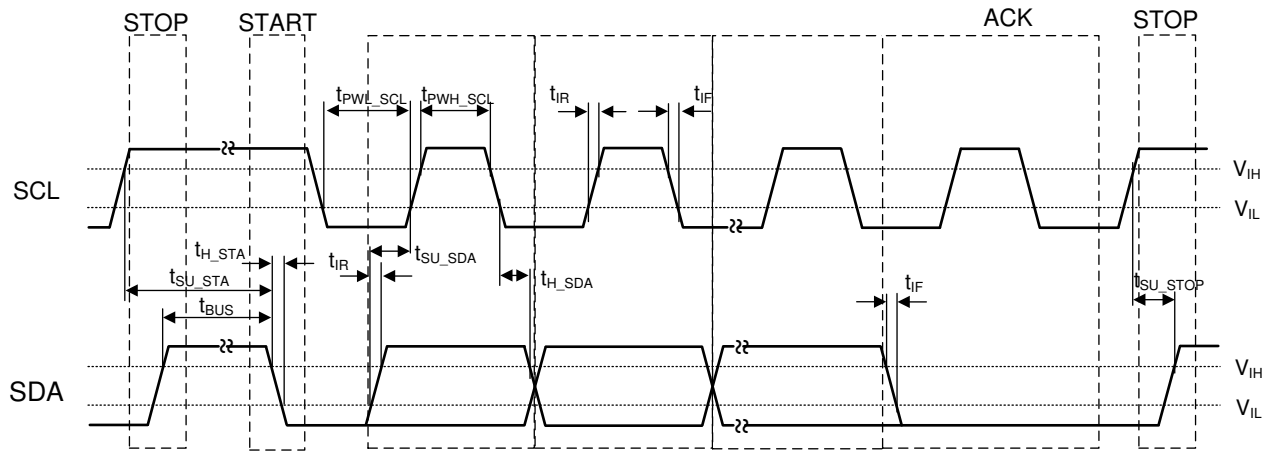 STOP START ACK STOP
tPWL_SCL tPWH_SCL tIR tIF
SCL VIH
VIL
tH_STA tIR tSU_SDA
tSU_STA tH_SDA tIF tSU_STOP
tBUS
SDA VIH
VIL